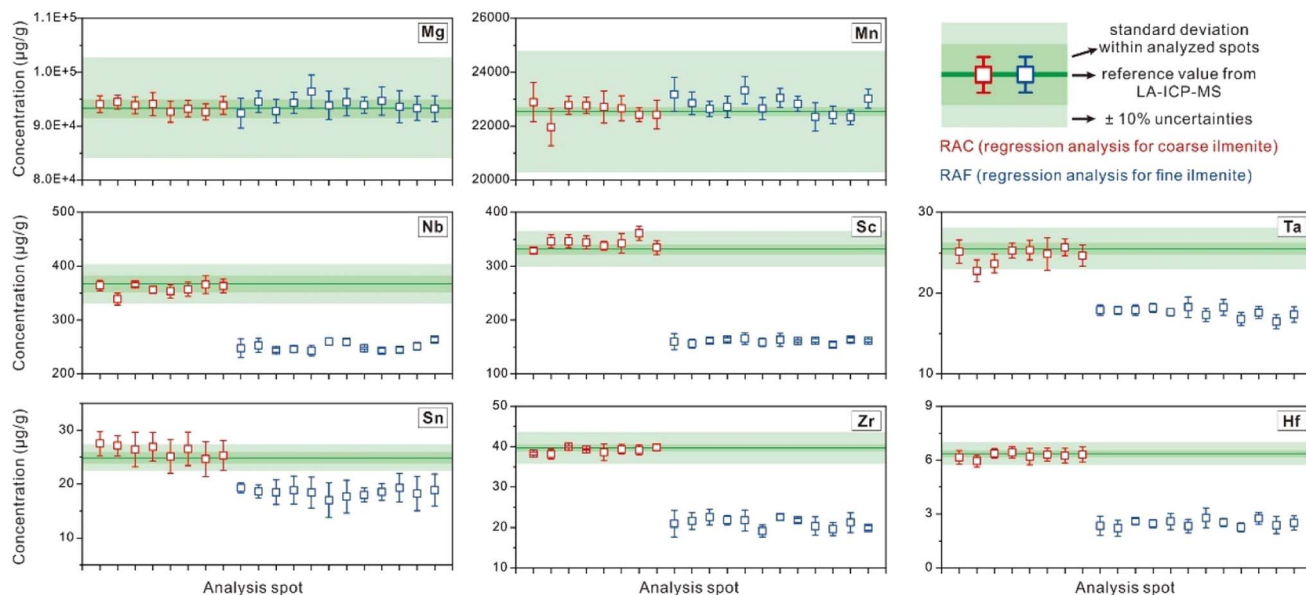 Concentration (µg/g)
1.1E+5
1.0E+5
9.0E+4
8.0E+4
Mg
26000
24000
22000
20000
Mn
standard deviation
within analyzed spots
reference value from
LA-ICP-MS
± 10% uncertainties
RAC (regression analysis for coarse ilmenite)
RAF (regression analysis for fine ilmenite)
Concentration (µg/g)
500
400
300
200
Nb
400
300
200
100
Sc
30
25
20
15
10
Ta
Concentration (µg/g)
30
20
10
Sn
50
40
30
20
10
Zr
9
6
3
0
Hf
Analysis spot
Analysis spot
Analysis spot